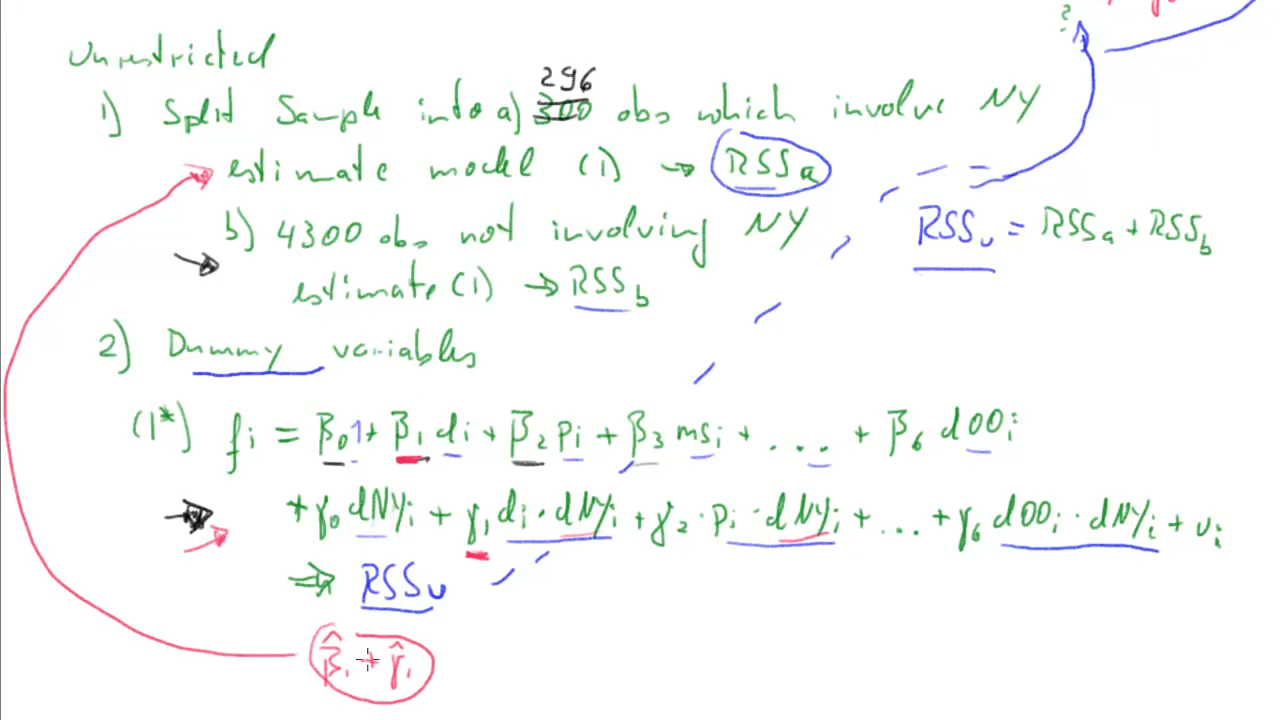 Unrestricted
296
1) Split Sample into a) 300 obs which involve NY
estimate model (1) → RSSa
b) 4300 obs not involving NY
RSSu = RSSa + RSSb
estimate (1) → RSSb
2) Dummy variables
(1*) fi = β0 1 + β1 di + β2 pi + β3 msi + .... + β6 d00i
+ γ0 dNYi + γ1 di · dNYi + γ2 · pi · dNYi + ... + γ6 d00i · dNYi + υi
⇒ RSSu
β̂1 + γ̂1